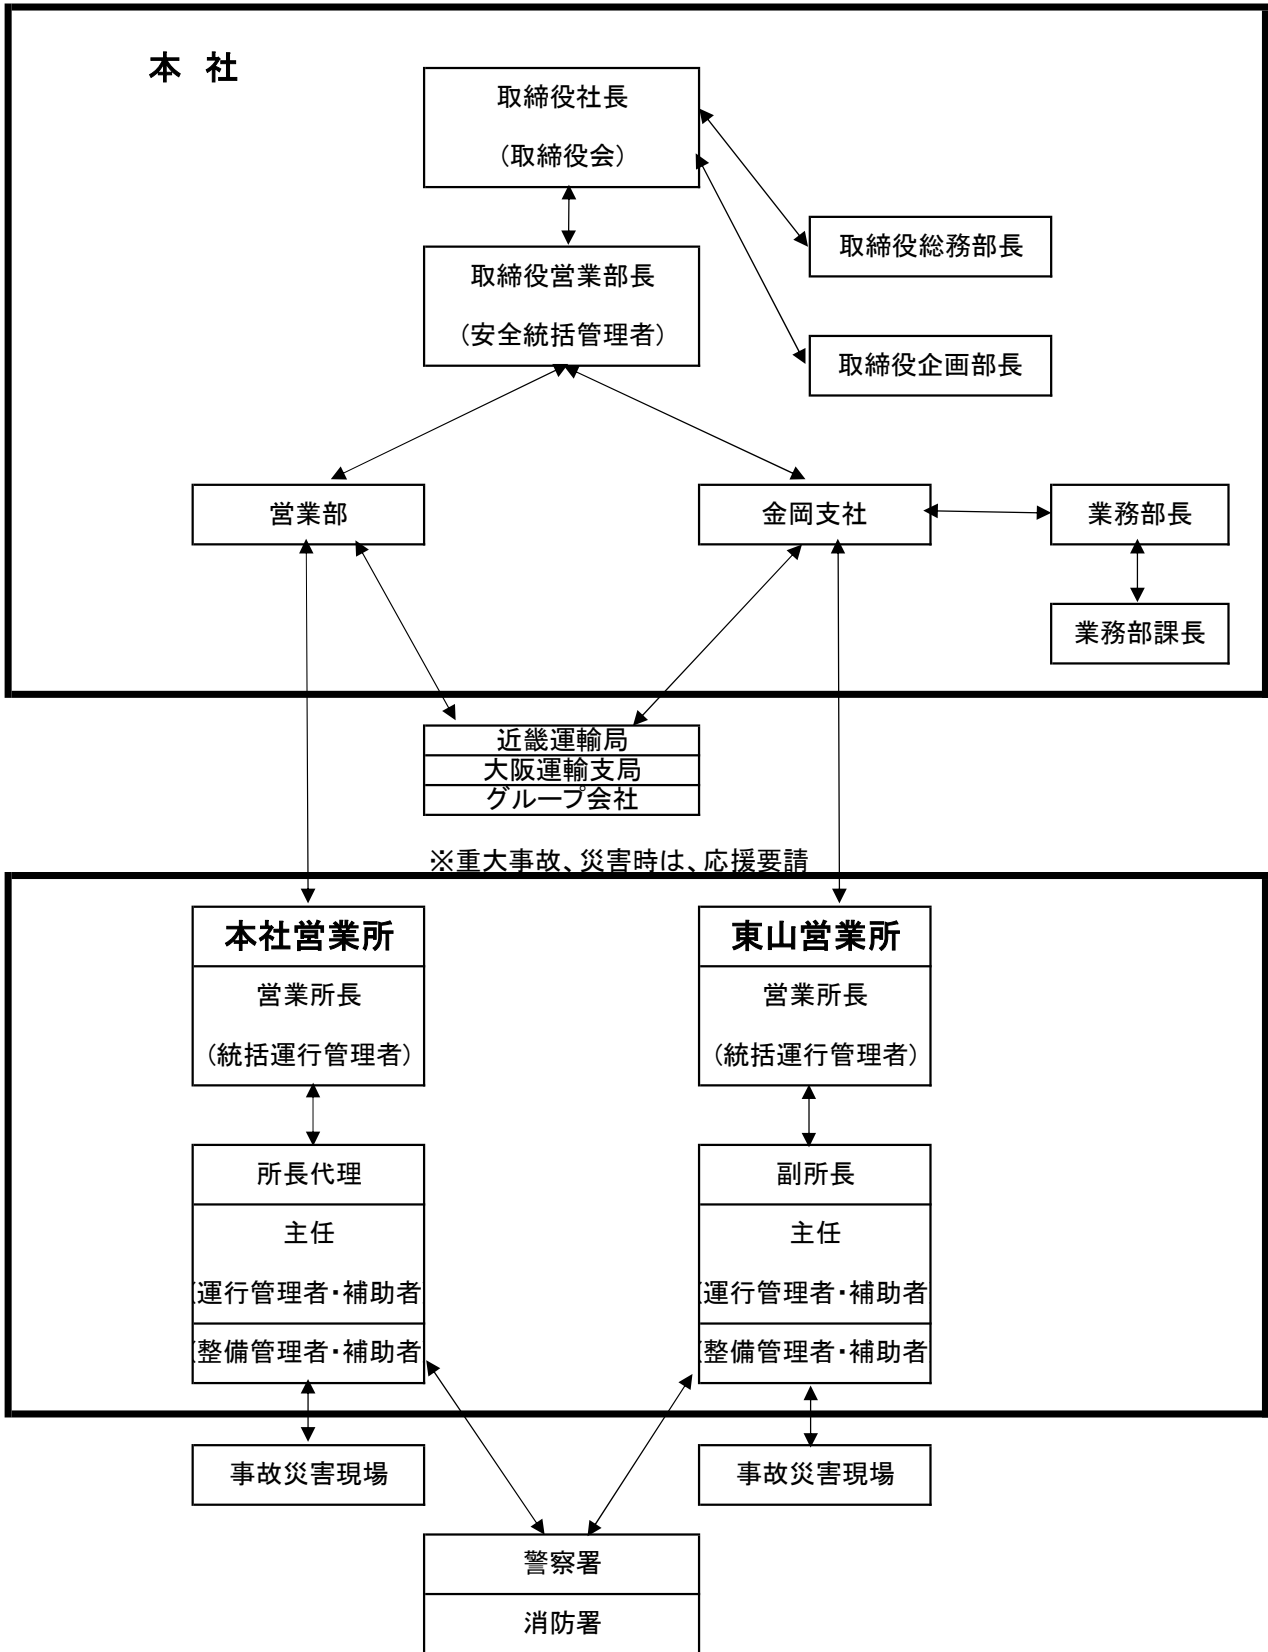 本 社
取締役社長
(取締役会)
取締役総務部長
取締役営業部長
(安全統括管理者)
取締役企画部長
営業部
金岡支社
業務部長
業務部課長
近畿運輸局
大阪運輸支局
グループ会社
※重大事故、災害時は、応援要請
本社営業所
営業所長
(統括運行管理者)
所長代理
主任
(運行管理者・補助者
(整備管理者・補助者
東山営業所
営業所長
(統括運行管理者)
副所長
主任
(運行管理者・補助者
(整備管理者・補助者
事故災害現場
事故災害現場
警察署
消防署